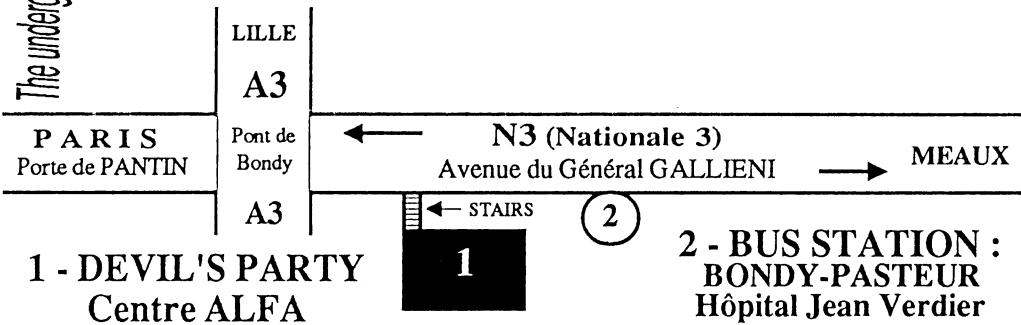 The
LILLE
A3
PARIS
Porte de PANTIN
Pont de
Bondy
N3 (Nationale 3)
Avenue du Général GALLIENI
MEAUX
A3
STAIRS
2
1
1 - DEVIL'S PARTY
Centre ALFA
2 - BUS STATION :
BONDY-PASTEUR
Hôpital Jean Verdier